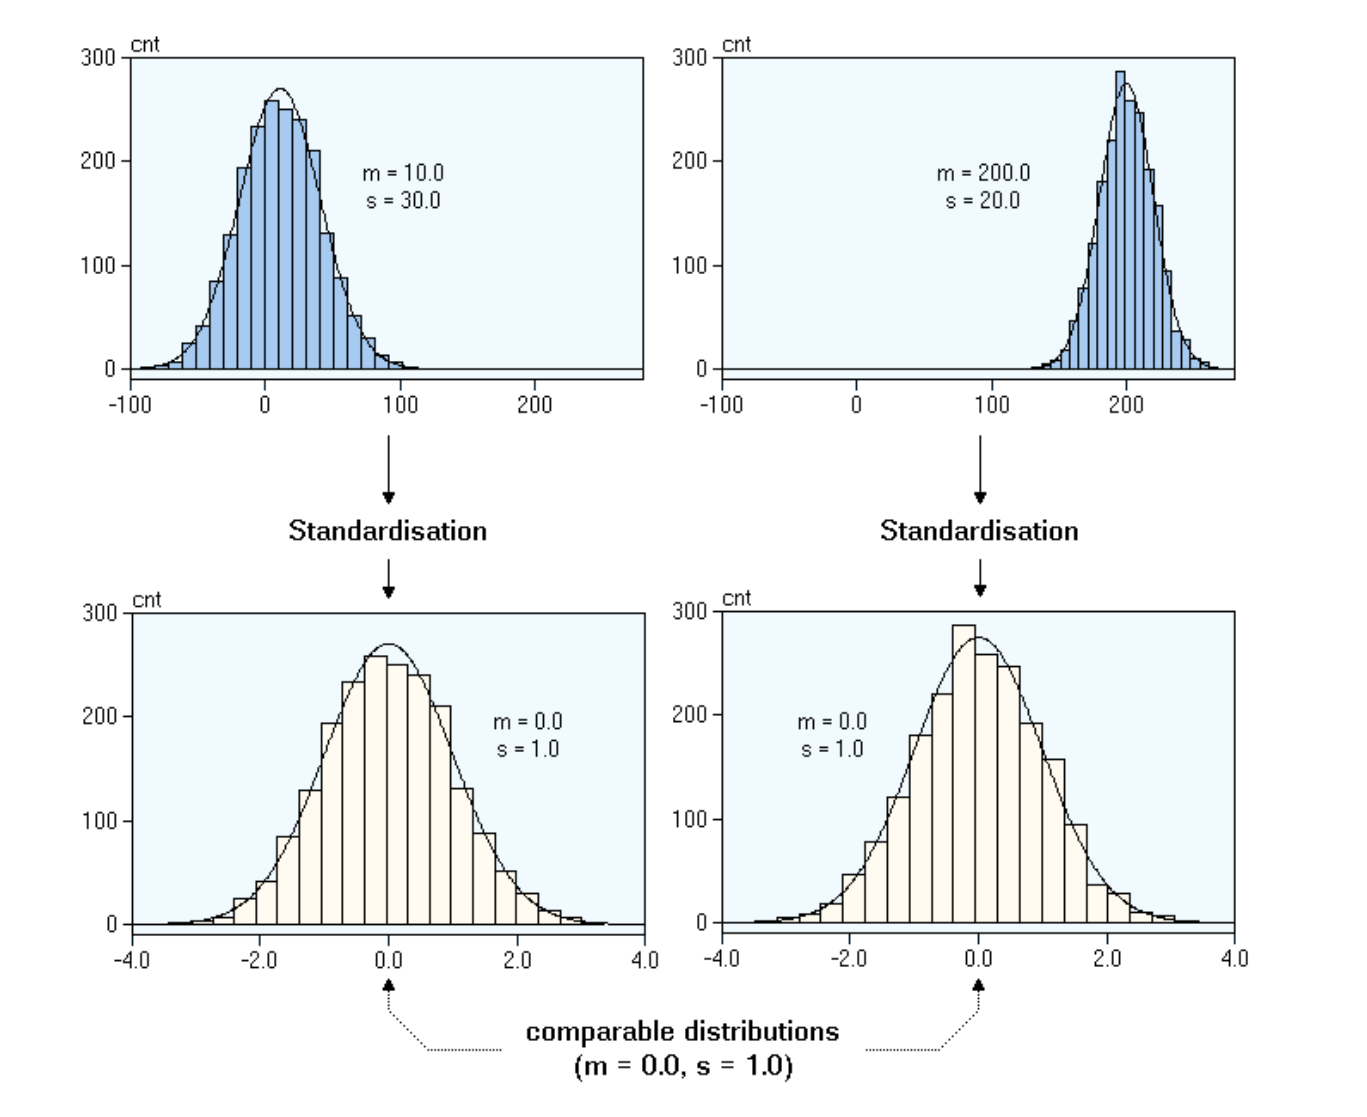 cnt
300
200
100
0
m = 10.0
s = 30.0
-100 0 100 200
cnt
300
200
100
0
m = 200.0
s = 20.0
-100 0 100 200
Standardisation
Standardisation
cnt
300
200
100
0
m = 0.0
s = 1.0
-4.0 -2.0 0.0 2.0 4.0
cnt
300
200
100
0
m = 0.0
s = 1.0
-4.0 -2.0 0.0 2.0 4.0
comparable distributions
(m = 0.0, s = 1.0)